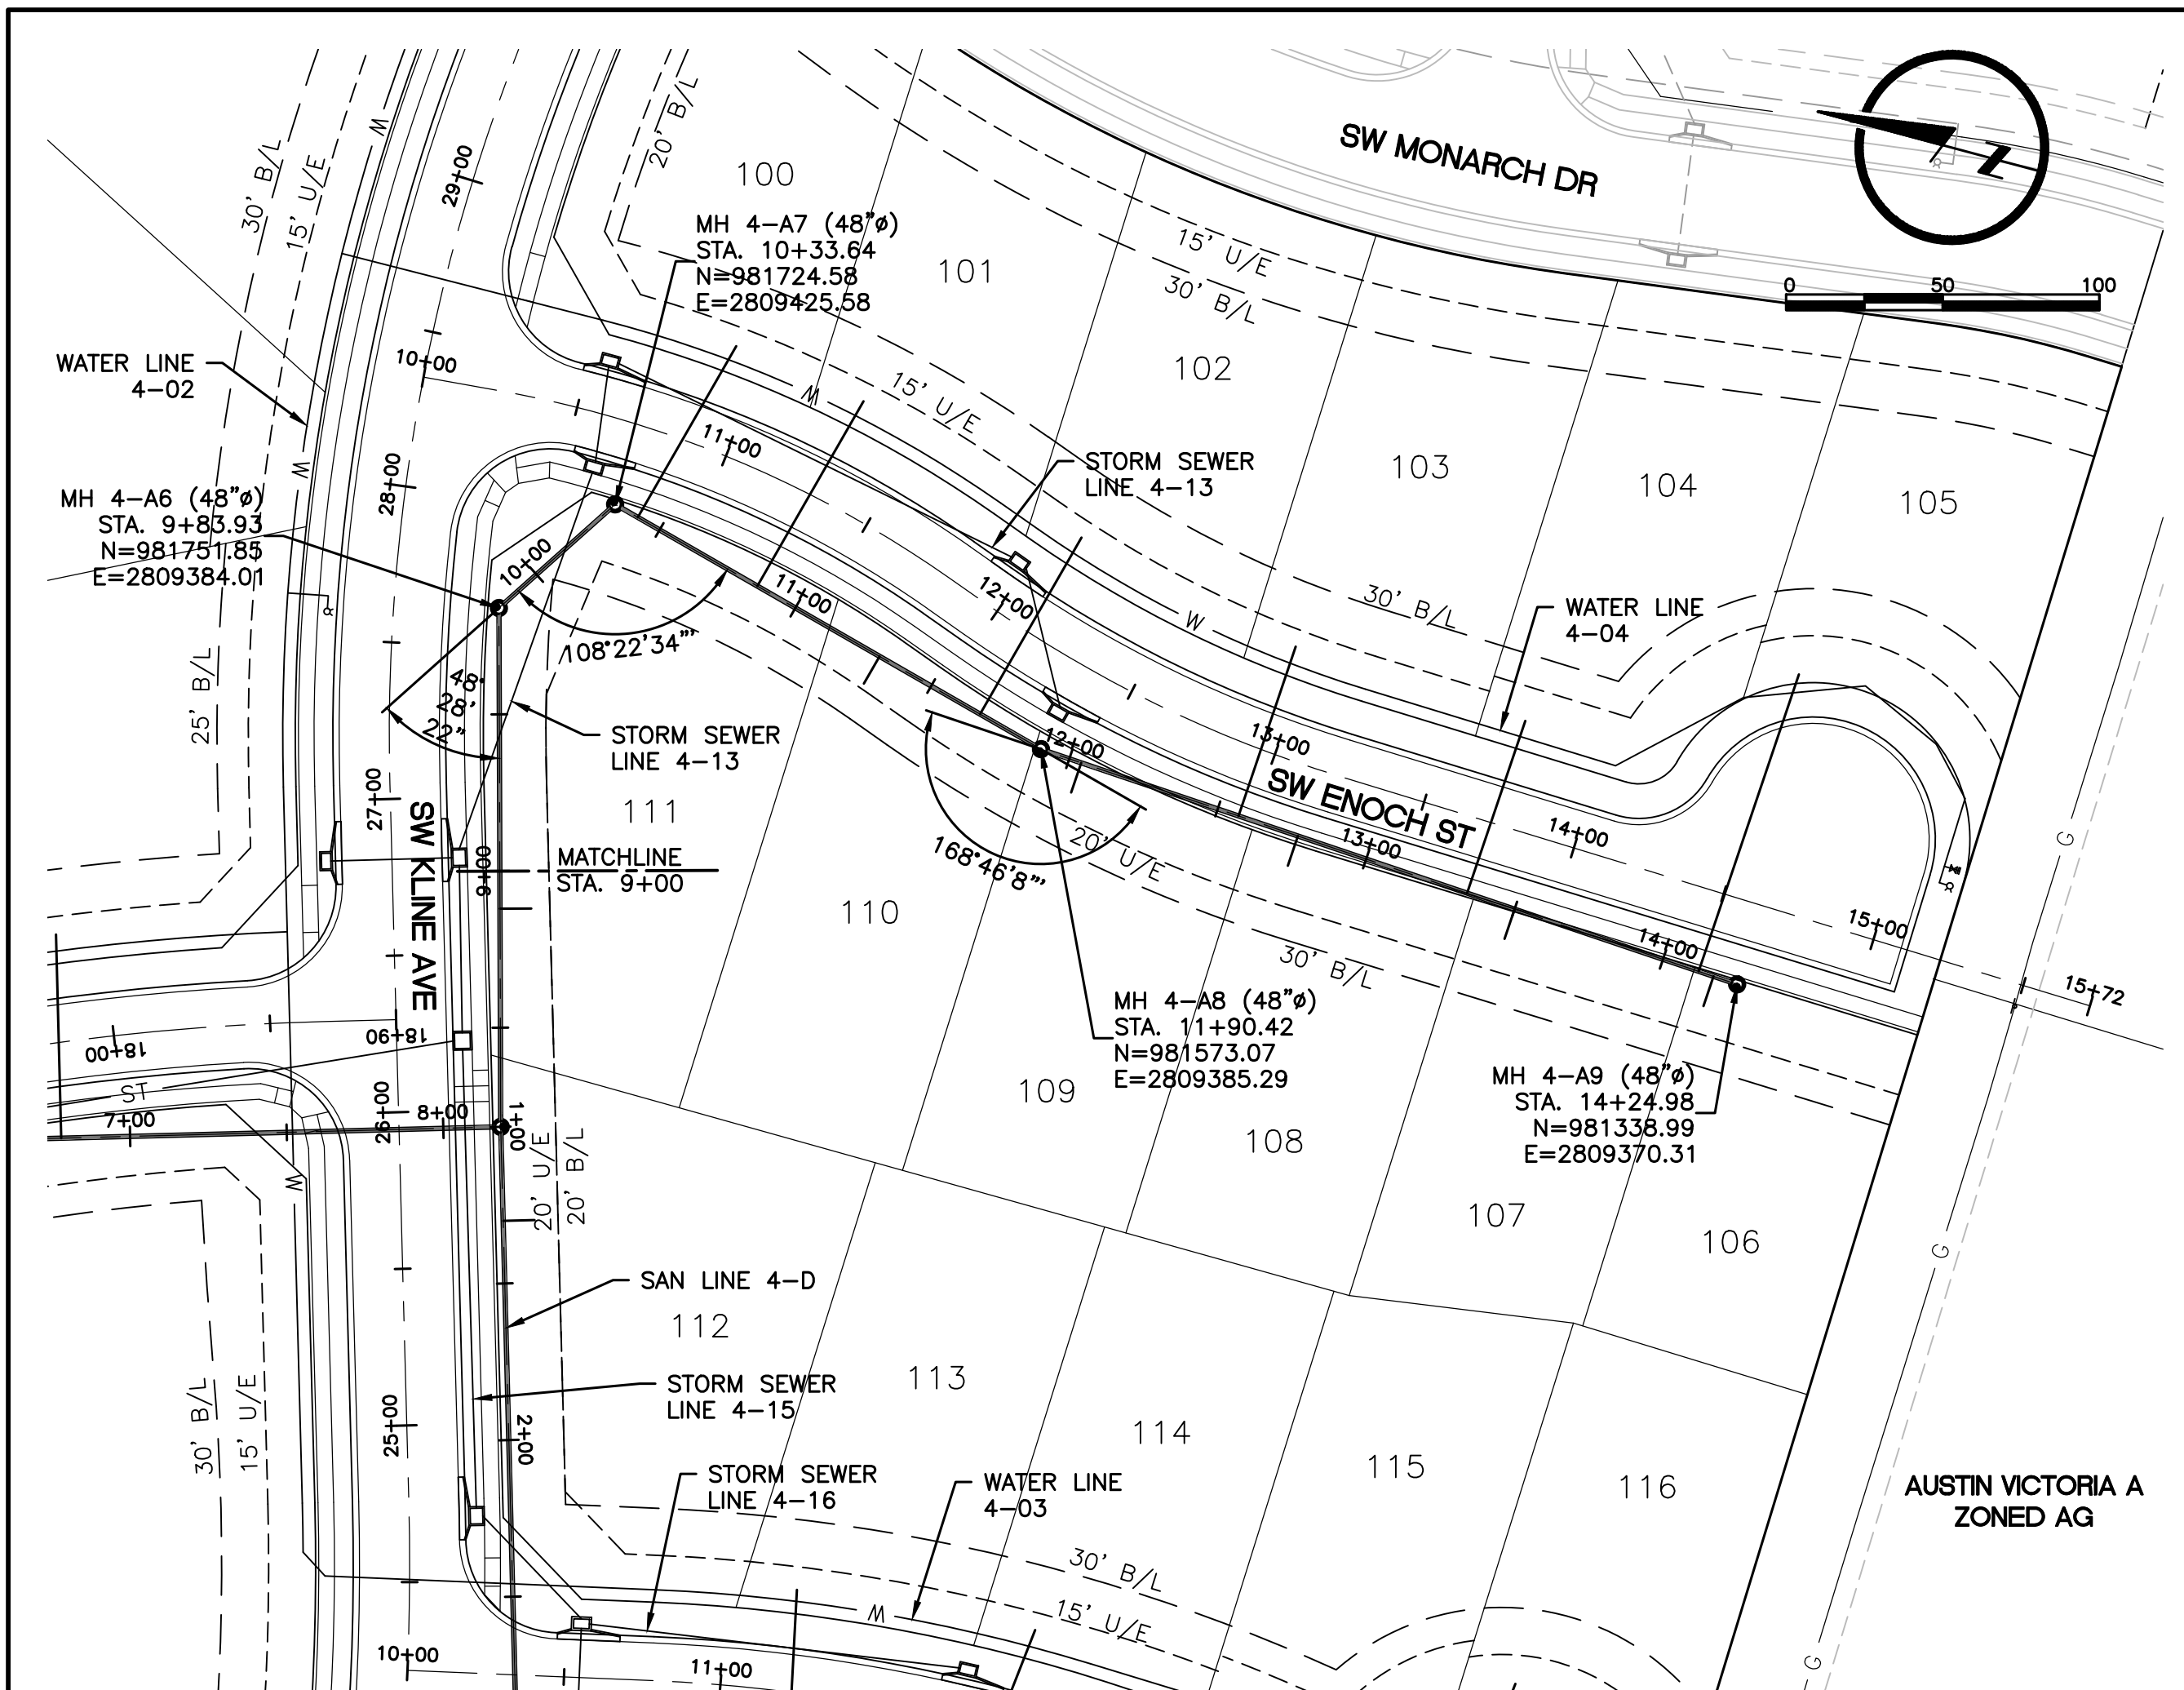 SW MONARCH DR
N
0 50 100
30' B/L
15' U/E
W
29+00
20' B/L
100
MH 4-A7 (48"ø)
STA. 10+33.64
N=981724.58
E=2809425.58
101
15' U/E
30' B/L
102
WATER LINE
4-02
10+00
W
15' U/E
11+00
STORM SEWER
LINE 4-13
103
104
105
28+00
W
MH 4-A6 (48"ø)
STA. 9+83.93
N=981751.85
E=2809384.01
10+00
11+00
12+00
30' B/L
W
WATER LINE
4-04
108°22'34"
48°
28'
22"
25' B/L
STORM SEWER
LINE 4-13
111
27+00
SW KLINE AVE
9+00
MATCHLINE
STA. 9+00
12+00
13+00
SW ENOCH ST
13+00
14+00
168°46'8"
20' U/E
110
30' B/L
14+00
15+00
15+72
G
MH 4-A8 (48"ø)
STA. 11+90.42
N=981573.07
E=2809385.29
MH 4-A9 (48"ø)
STA. 14+24.98
N=981338.99
E=2809370.31
18+00
18+90
ST
7+00
26+00
8+00
1+00
W
20' U/E
20' B/L
109
108
107
106
G
SAN LINE 4-D
112
113
114
115
116
30' B/L
15' U/E
25+00
STORM SEWER
LINE 4-15
2+00
STORM SEWER
LINE 4-16
WATER LINE
4-03
AUSTIN VICTORIA A
ZONED AG
30' B/L
15' U/E
W
10+00
11+00
G